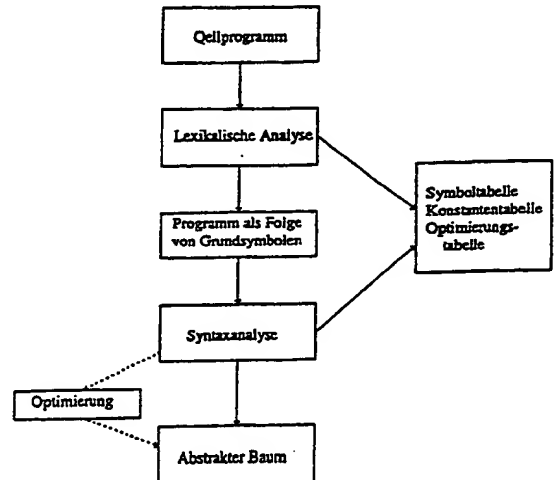 Qellprogramm
Lexikalische Analyse
Programm als Folge
von Grundsymbolen
Symboltabelle
Konstantentabelle
Optimierungs-
tabelle
Syntaxanalyse
Optimierung
Abstrakter Baum